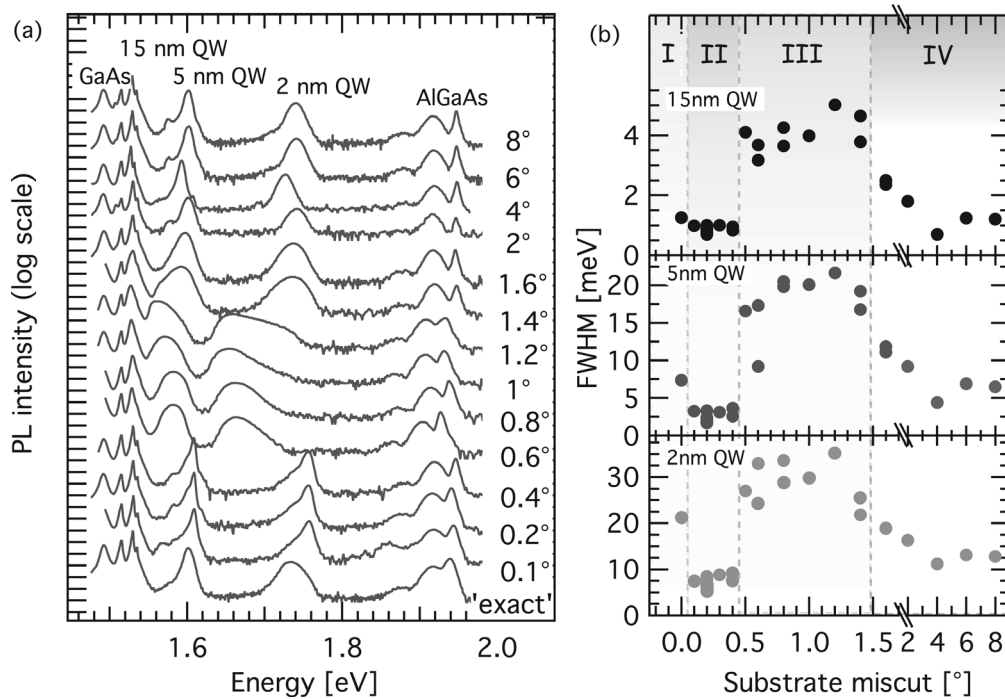 (a)
15 nm QW
GaAs
5 nm QW
2 nm QW
AlGaAs
8°
6°
4°
2°
1.6°
1.4°
1.2°
1°
0.8°
0.6°
0.4°
0.2°
0.1°
'exact'
PL intensity (log scale)
1.6 1.8 2.0
Energy [eV]
(b)
I II III IV
15nm QW
4
2
0
5nm QW
20
15
10
5
0
2nm QW
30
20
10
0
FWHM [meV]
0.0 0.5 1.0 1.5 2 4 6 8
Substrate miscut [°]